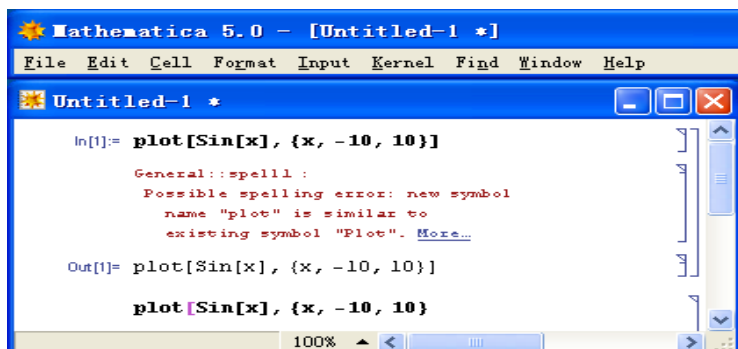 Mathematica 5.0 - [Untitled-1 *]
File Edit Cell Format Input Kernel Find Window Help
Untitled-1 *
In[1]:= plot[Sin[x], {x, -10, 10}]
General::spell1 :
Possible spelling error: new symbol
name "plot" is similar to
existing symbol "Plot". More…
Out[1]= plot[Sin[x], {x, -10, 10}]
plot[Sin[x], {x, -10, 10}
100%